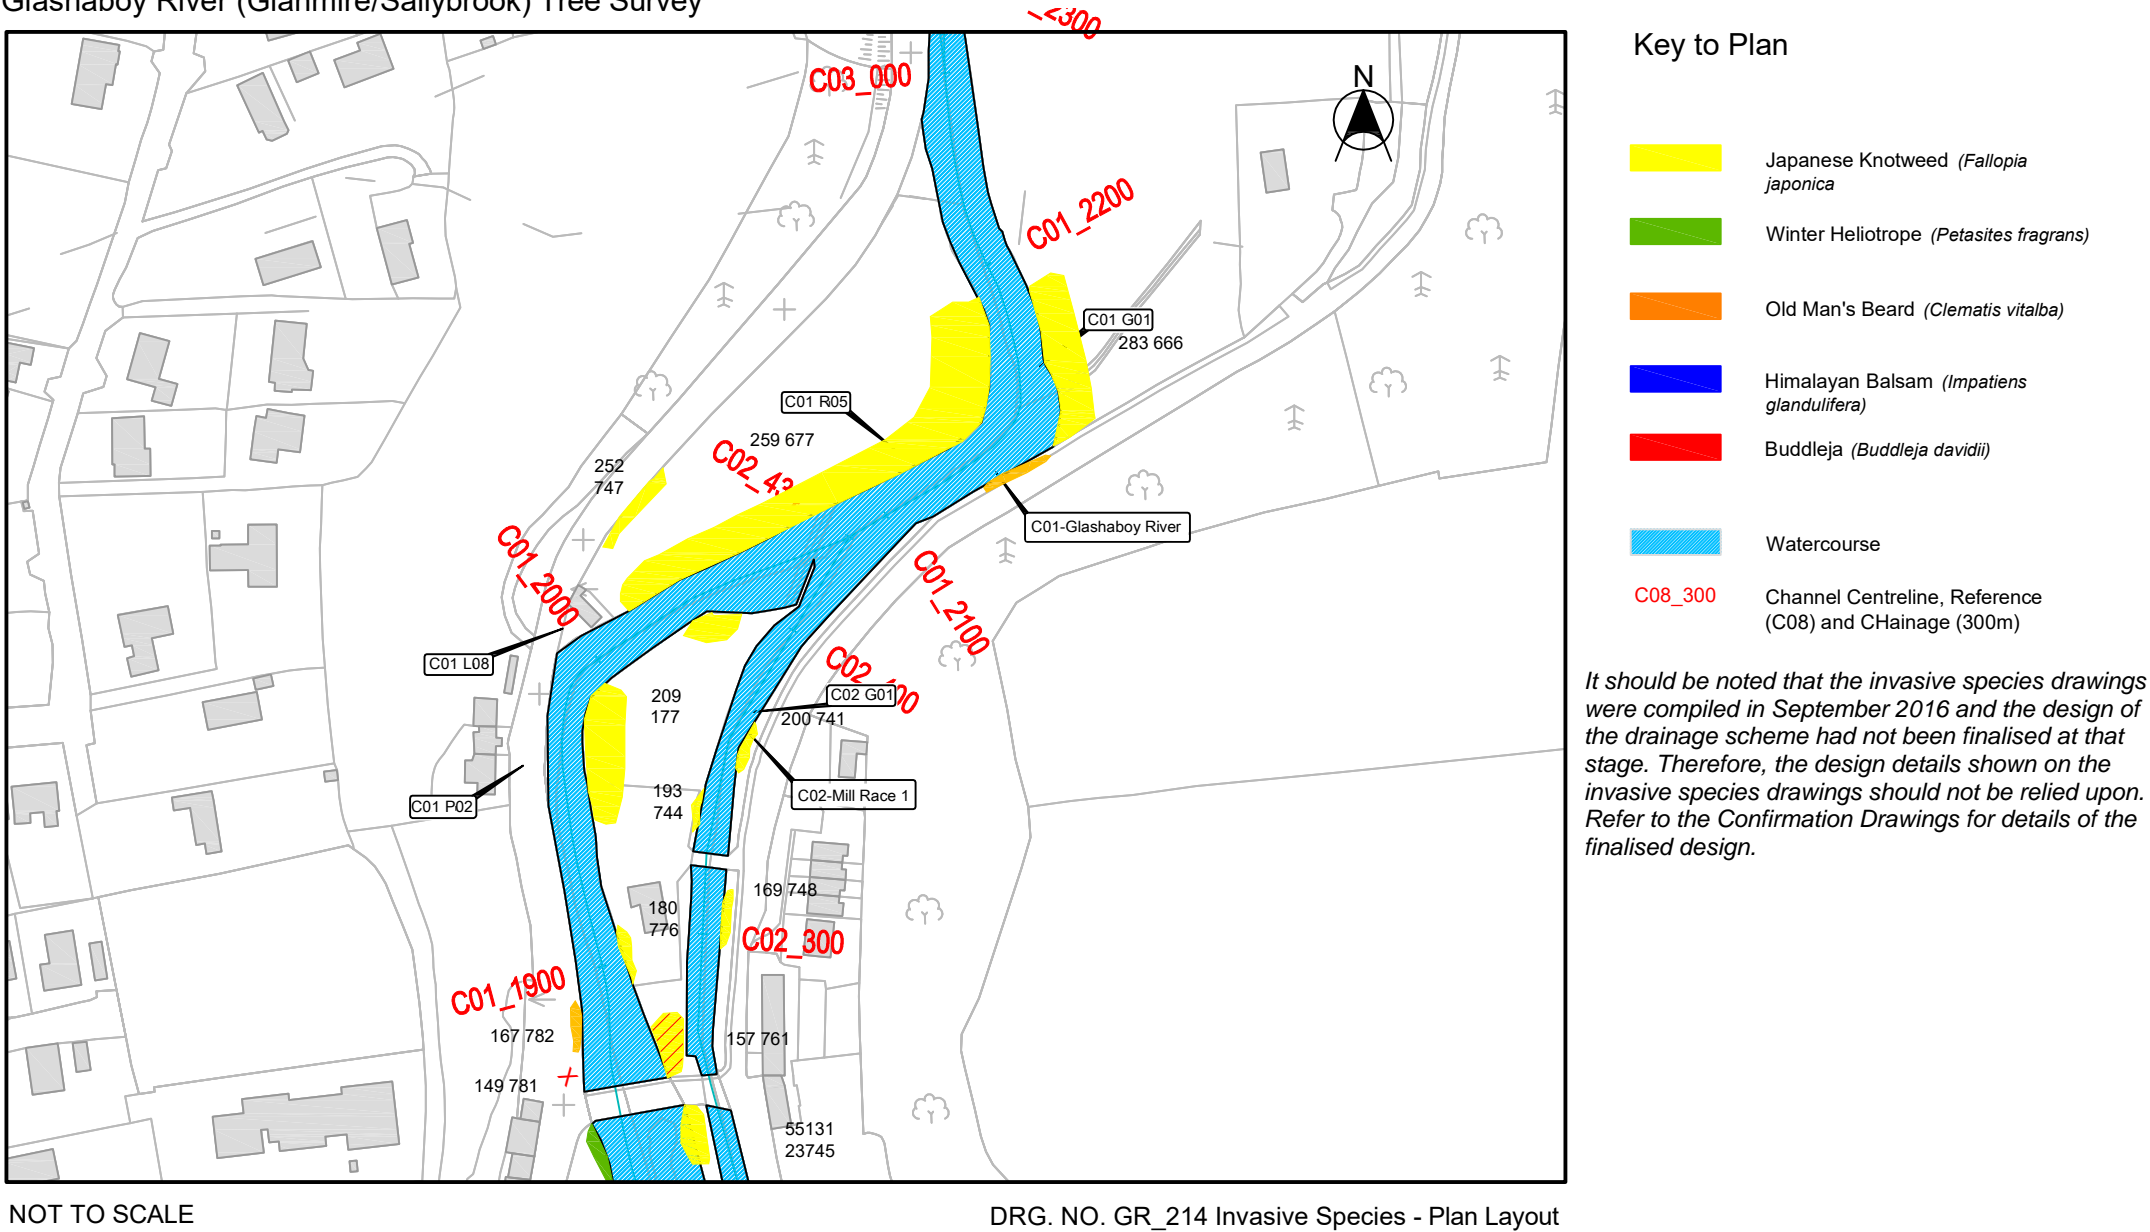 Glashaboy River (Glanmire/Sallybrook) Tree Survey
_2300
C03_000
N
C01_2200
C01 G01
283 666
C01 R05
259 677
C02_43
252
747
C01-Glashaboy River
C01_2000
C01_2100
C01 L08
C02_400
C02 G01
209
177
200 741
193
744
C02-Mill Race 1
C01 P02
169 748
180
776
C02_300
C01_1900
167 782
157 761
149 781
55131
23745
Key to Plan
Japanese Knotweed (Fallopia
japonica
Winter Heliotrope (Petasites fragrans)
Old Man's Beard (Clematis vitalba)
Himalayan Balsam (Impatiens
glandulifera)
Buddleja (Buddleja davidii)
Watercourse
C08_300
Channel Centreline, Reference
(C08) and CHainage (300m)
It should be noted that the invasive species drawings
were compiled in September 2016 and the design of
the drainage scheme had not been finalised at that
stage. Therefore, the design details shown on the
invasive species drawings should not be relied upon.
Refer to the Confirmation Drawings for details of the
finalised design.
NOT TO SCALE
DRG. NO. GR_214 Invasive Species - Plan Layout